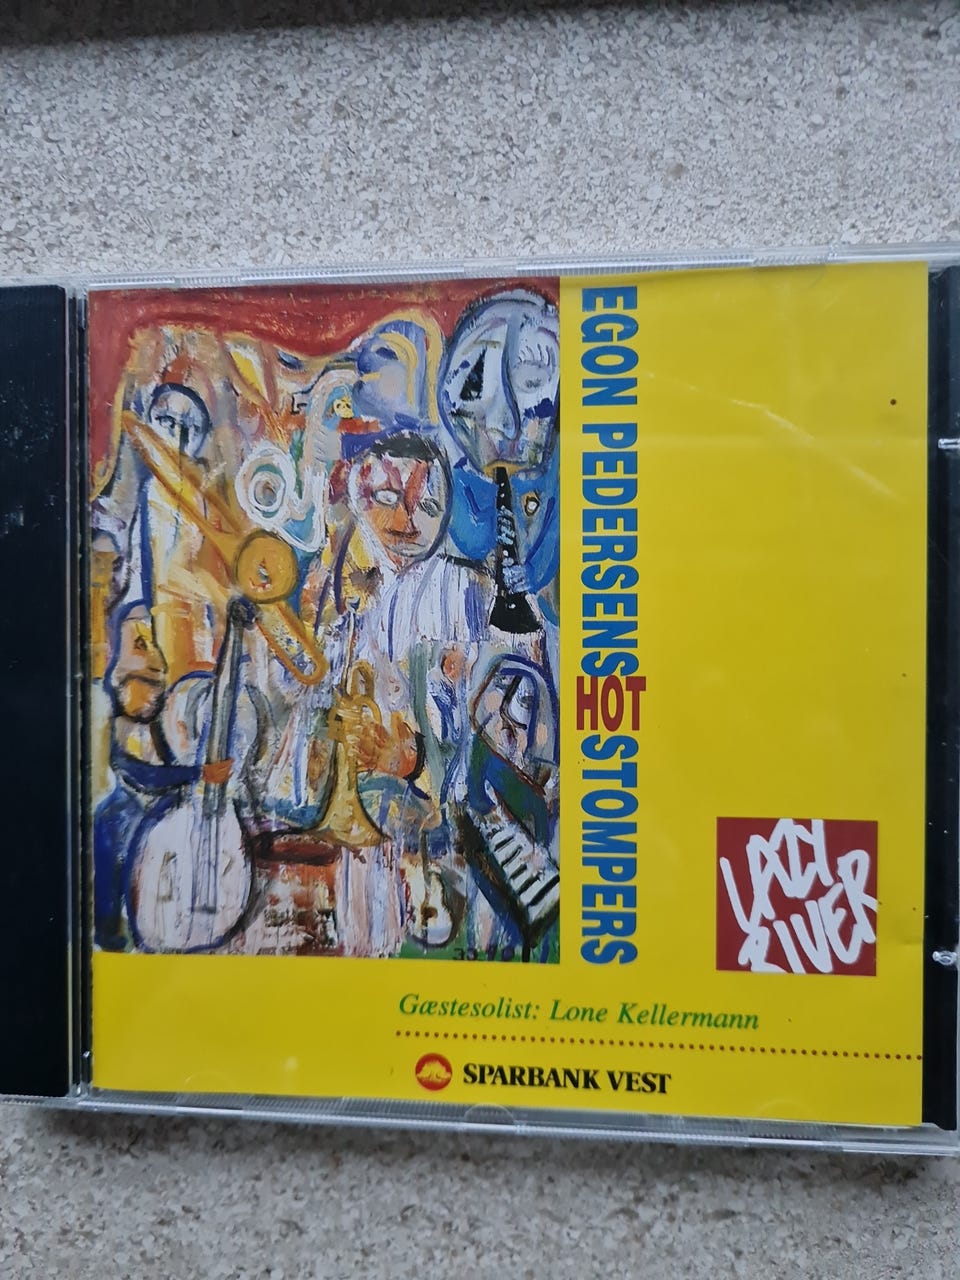 EGON PEDERSENS HOT STOMPERS
LAZY
RIVER
Gæstesolist: Lone Kellermann
SPARBANK VEST